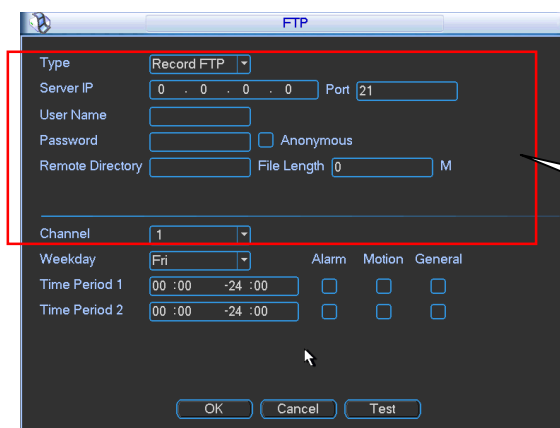 FTP
Type Record FTP
Server IP 0 . 0 . 0 . 0 Port 21
User Name
Password Anonymous
Remote Directory File Length 0 M
Channel 1
Weekday Fri Alarm Motion General
Time Period 1 00 :00 -24 :00
Time Period 2 00 :00 -24 :00
OK Cancel Test